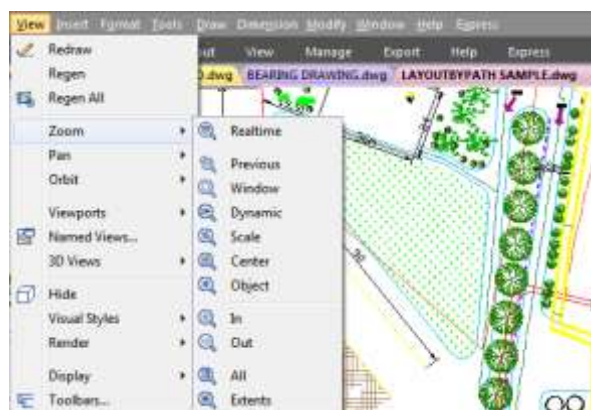 View Insert Format Tools Draw Dimension Modify Window Help Express
out View Manage Export Help Express
O.dwg BEARING DRAWING.dwg LAYOUTBYPATH SAMPLE.dwg
Redraw
Regen
Regen All
Zoom
Pan
Orbit
Viewports
Named Views...
3D Views
Hide
Visual Styles
Render
Display
Toolbars...
Realtime
Previous
Window
Dynamic
Scale
Center
Object
In
Out
All
Extents